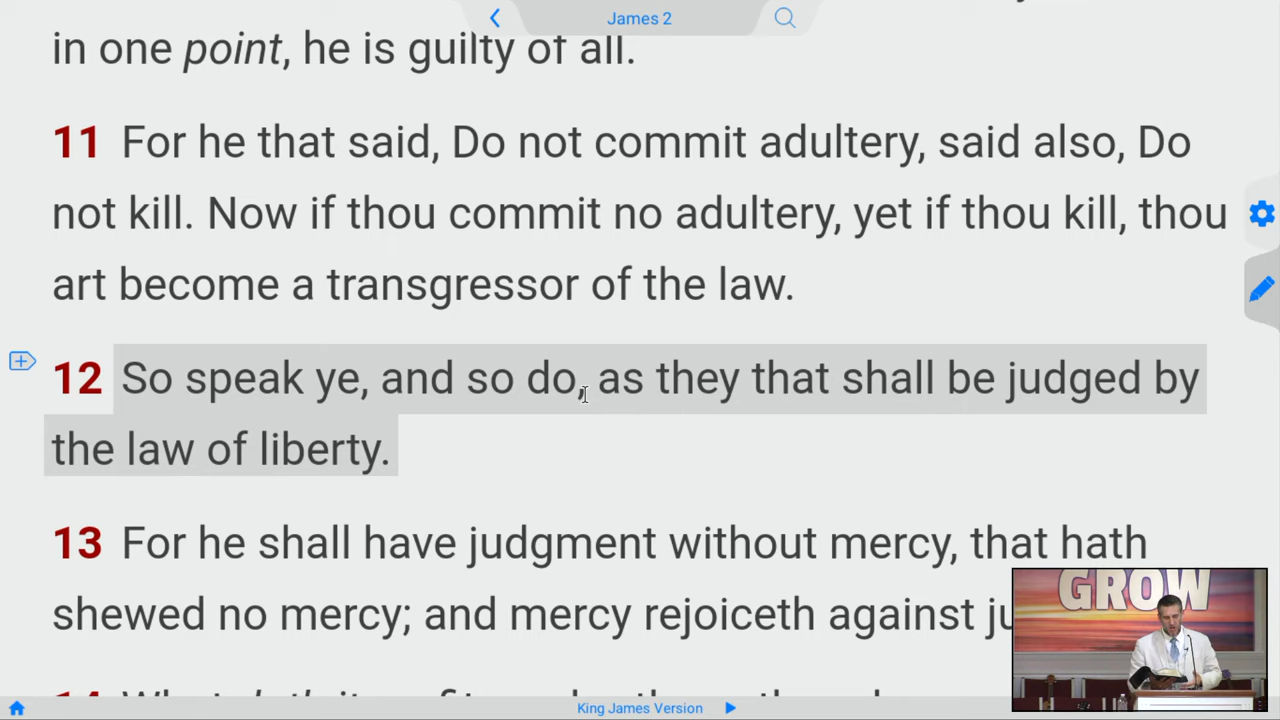 James 2
in one point, he is guilty of all.
11 For he that said, Do not commit adultery, said also, Do
not kill. Now if thou commit no adultery, yet if thou kill, thou
art become a transgressor of the law.
12 So speak ye, and so do, as they that shall be judged by
the law of liberty.
13 For he shall have judgment without mercy, that hath
shewed no mercy; and mercy rejoiceth against ju
GROW
14 What
King James Version